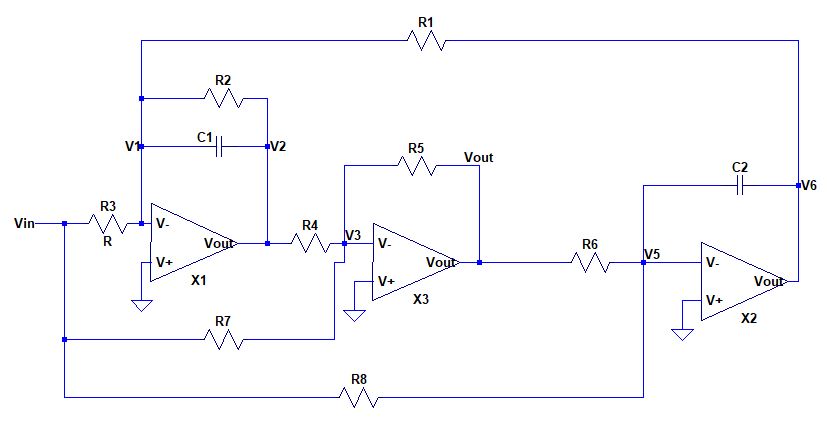 R1
R2
C1
V1
V2
R5
Vout
C2
V6
R3
R4
V3
Vin
R
V-
V+
Vout
X1
V-
V+
Vout
X3
R6
V5
V-
V+
Vout
X2
R7
R8